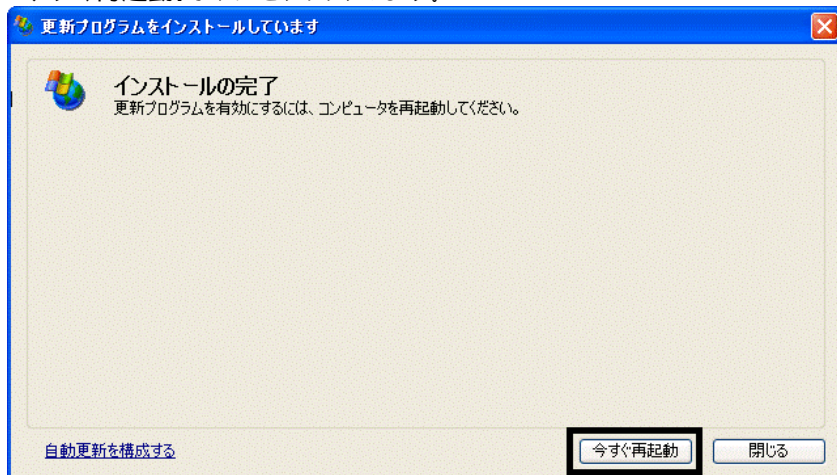 更新プログラムをインストールしています
インストールの完了
更新プログラムを有効にするには、コンピュータを再起動してください。
自動更新を構成する
今すぐ再起動
閉じる